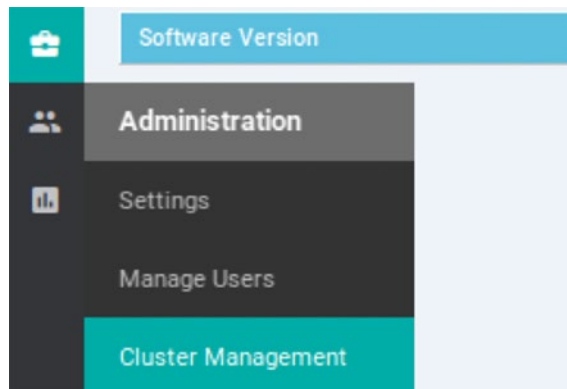 Software Version
Administration
Settings
Manage Users
Cluster Management